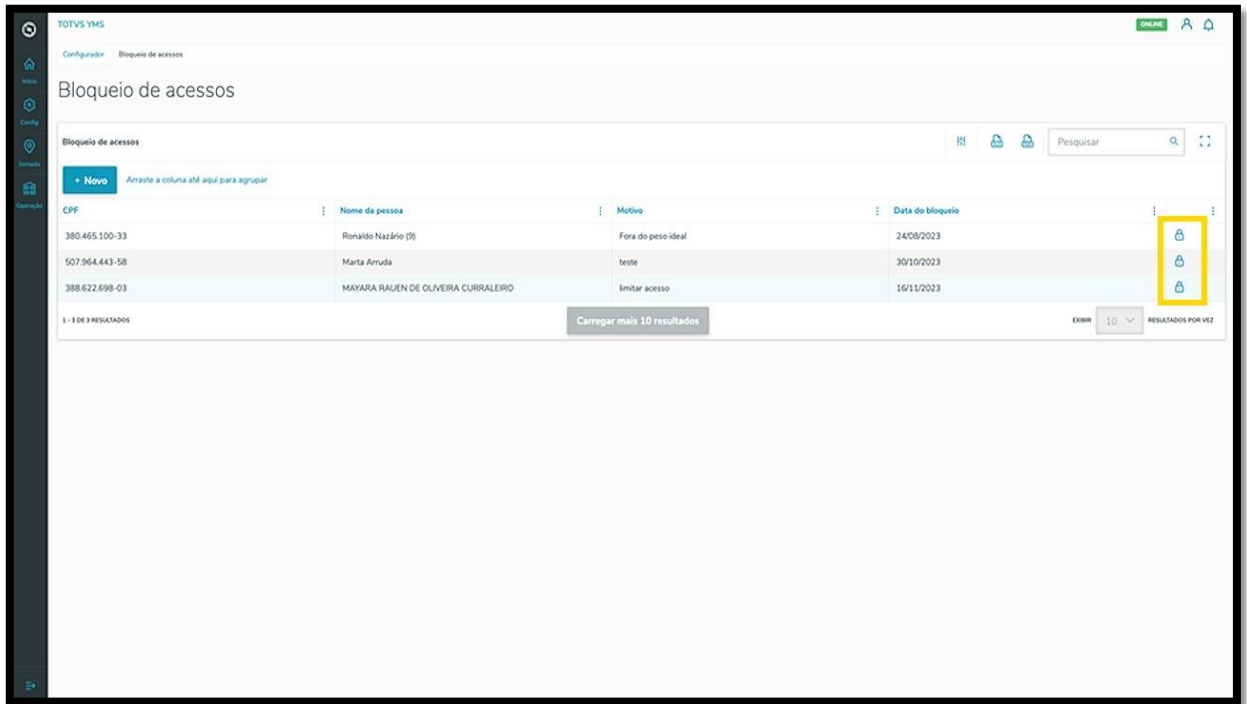 TOTVS YMS
ONLINE
Configurador Bloqueio de acessos
Início
Bloqueio de acessos
Config
Bloqueio de acessos Pesquisar
Jornada
+ Novo Arraste a coluna até aqui para agrupar
Operação
CPF Nome da pessoa Motivo Data do bloqueio
380.465.100-33 Ronaldo Nazário (9) Fora do peso ideal 24/08/2023
507.964.443-58 Marta Arruda teste 30/10/2023
388.622.698-03 MAYARA RAUEN DE OLIVEIRA CURRALEIRO limitar acesso 16/11/2023
1 - 3 DE 3 RESULTADOS Carregar mais 10 resultados EXIBIR 10 RESULTADOS POR VEZ